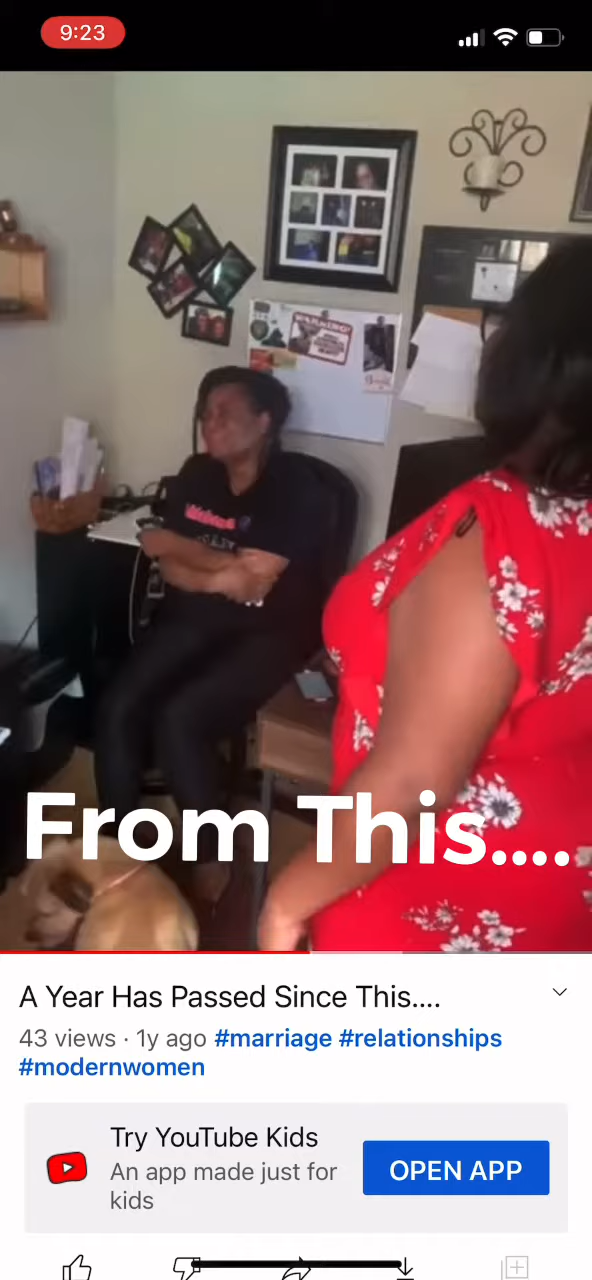 9:23
WARNING!
From This....
A Year Has Passed Since This....
43 views · 1y ago #marriage #relationships
#modernwomen
Try YouTube Kids
An app made just for
kids
OPEN APP